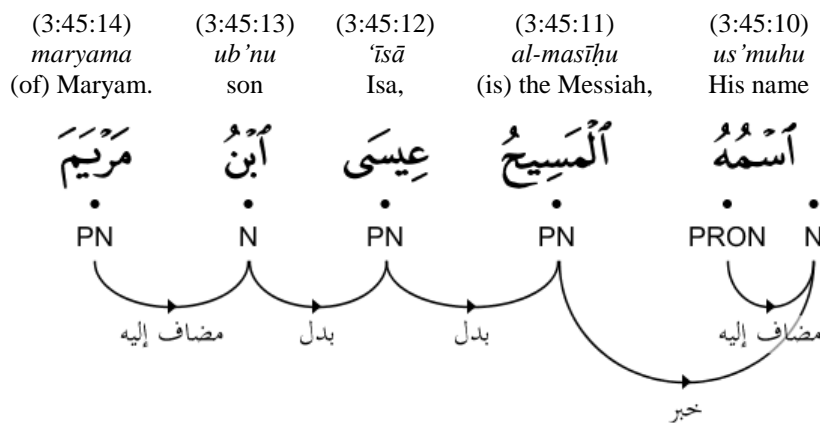 (3:45:14) (3:45:13) (3:45:12) (3:45:11) (3:45:10)
maryama ub'nu ʿīsā al-masīḥu us'muhu
(of) Maryam. son Isa, (is) the Messiah, His name
ٱسْمُهُ ٱلْمَسِيحُ عِيسَى ٱبْنُ مَرْيَمَ
PN N PN PN PRON N
مضاف إليه بدل بدل مضاف إليه
خبر